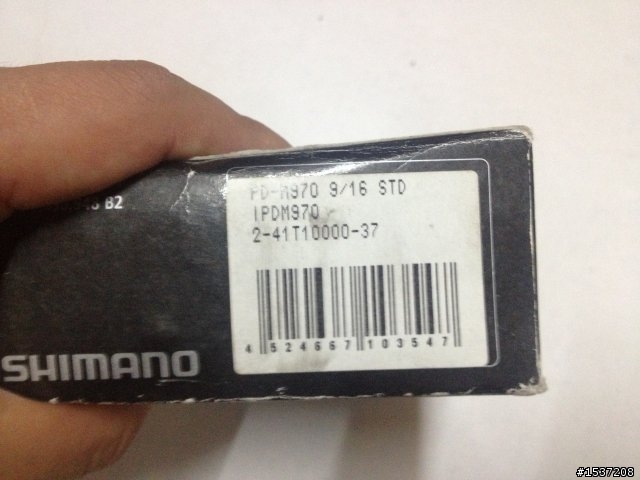 B2
PD-M970 9/16 STD
IPDM970
2-41T10000-37
4 524667 103547
SHIMANO
#1537208